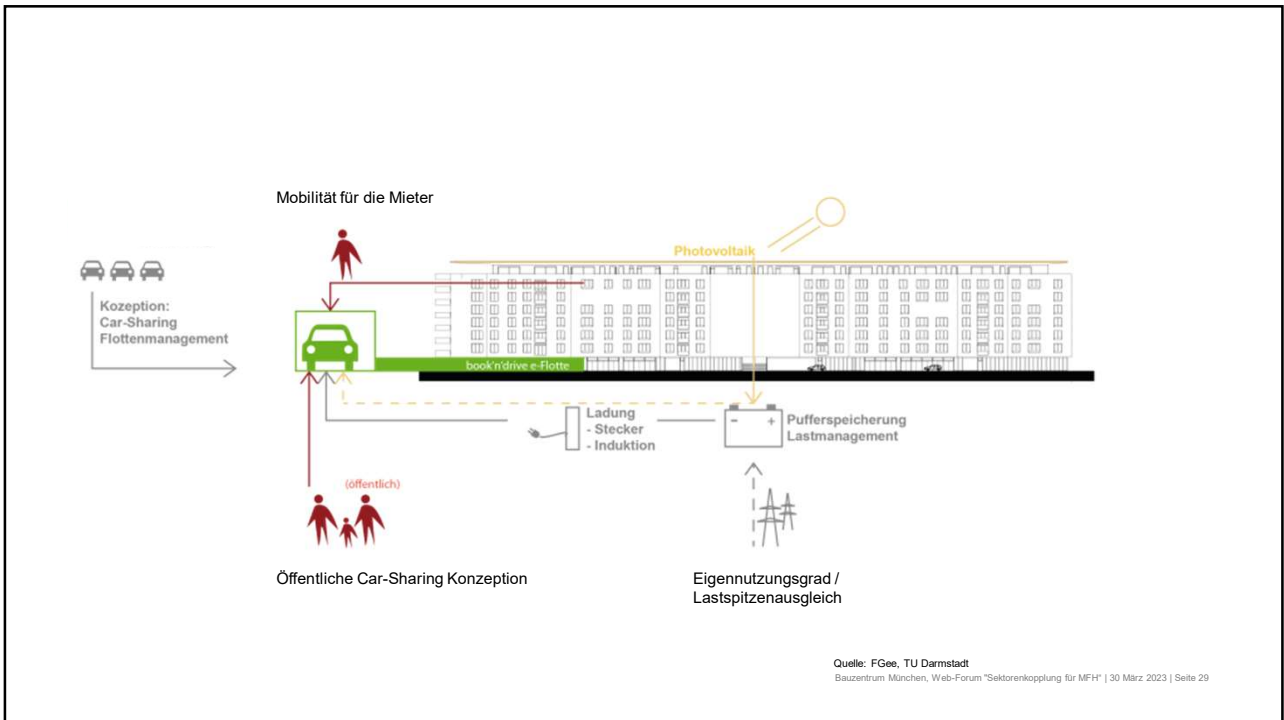 Mobilität für die Mieter
Photovoltaik
Kozeption:
Car-Sharing
Flottenmanagement
book'n'drive e-Flotte
Ladung
- Stecker
- Induktion
- +
Pufferspeicherung
Lastmanagement
(öffentlich)
Öffentliche Car-Sharing Konzeption
Eigennutzungsgrad /
Lastspitzenausgleich
Quelle: FGee, TU Darmstadt
Bauzentrum München, Web-Forum "Sektorenkopplung für MFH" | 30 März 2023 | Seite 29